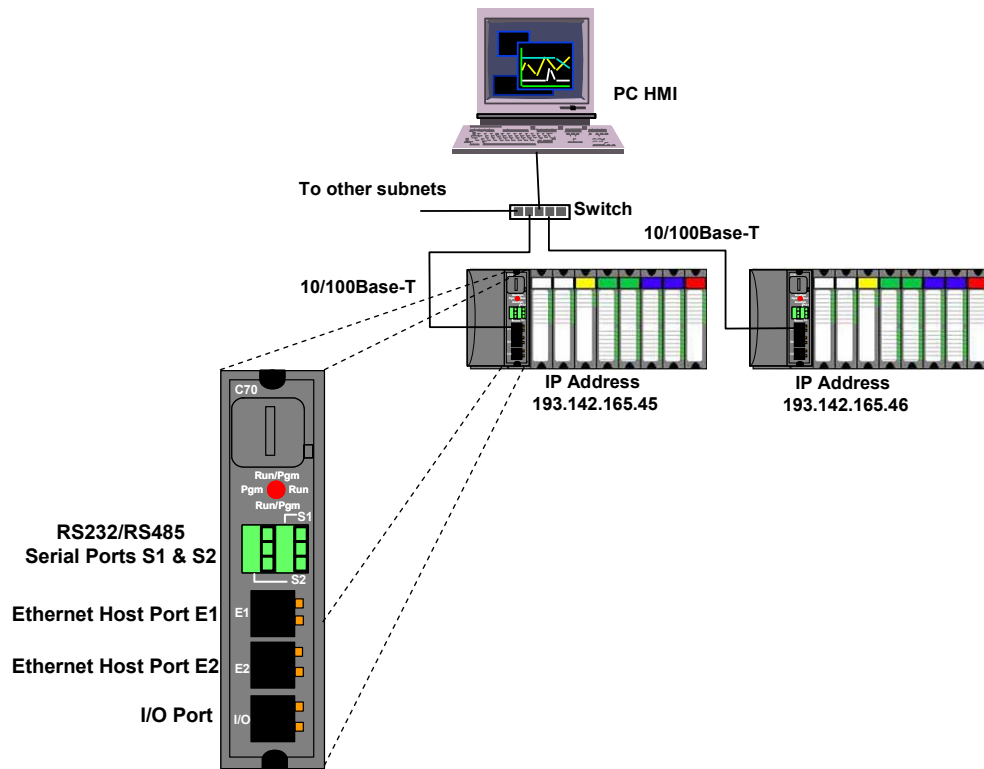 PC HMI
To other subnets
Switch
10/100Base-T
10/100Base-T
IP Address
193.142.165.45
IP Address
193.142.165.46
C70
Run/Pgm
Pgm
Run
Run/Pgm
S1
RS232/RS485
Serial Ports S1 & S2
S2
Ethernet Host Port E1
E1
Ethernet Host Port E2
E2
I/O Port
I/O